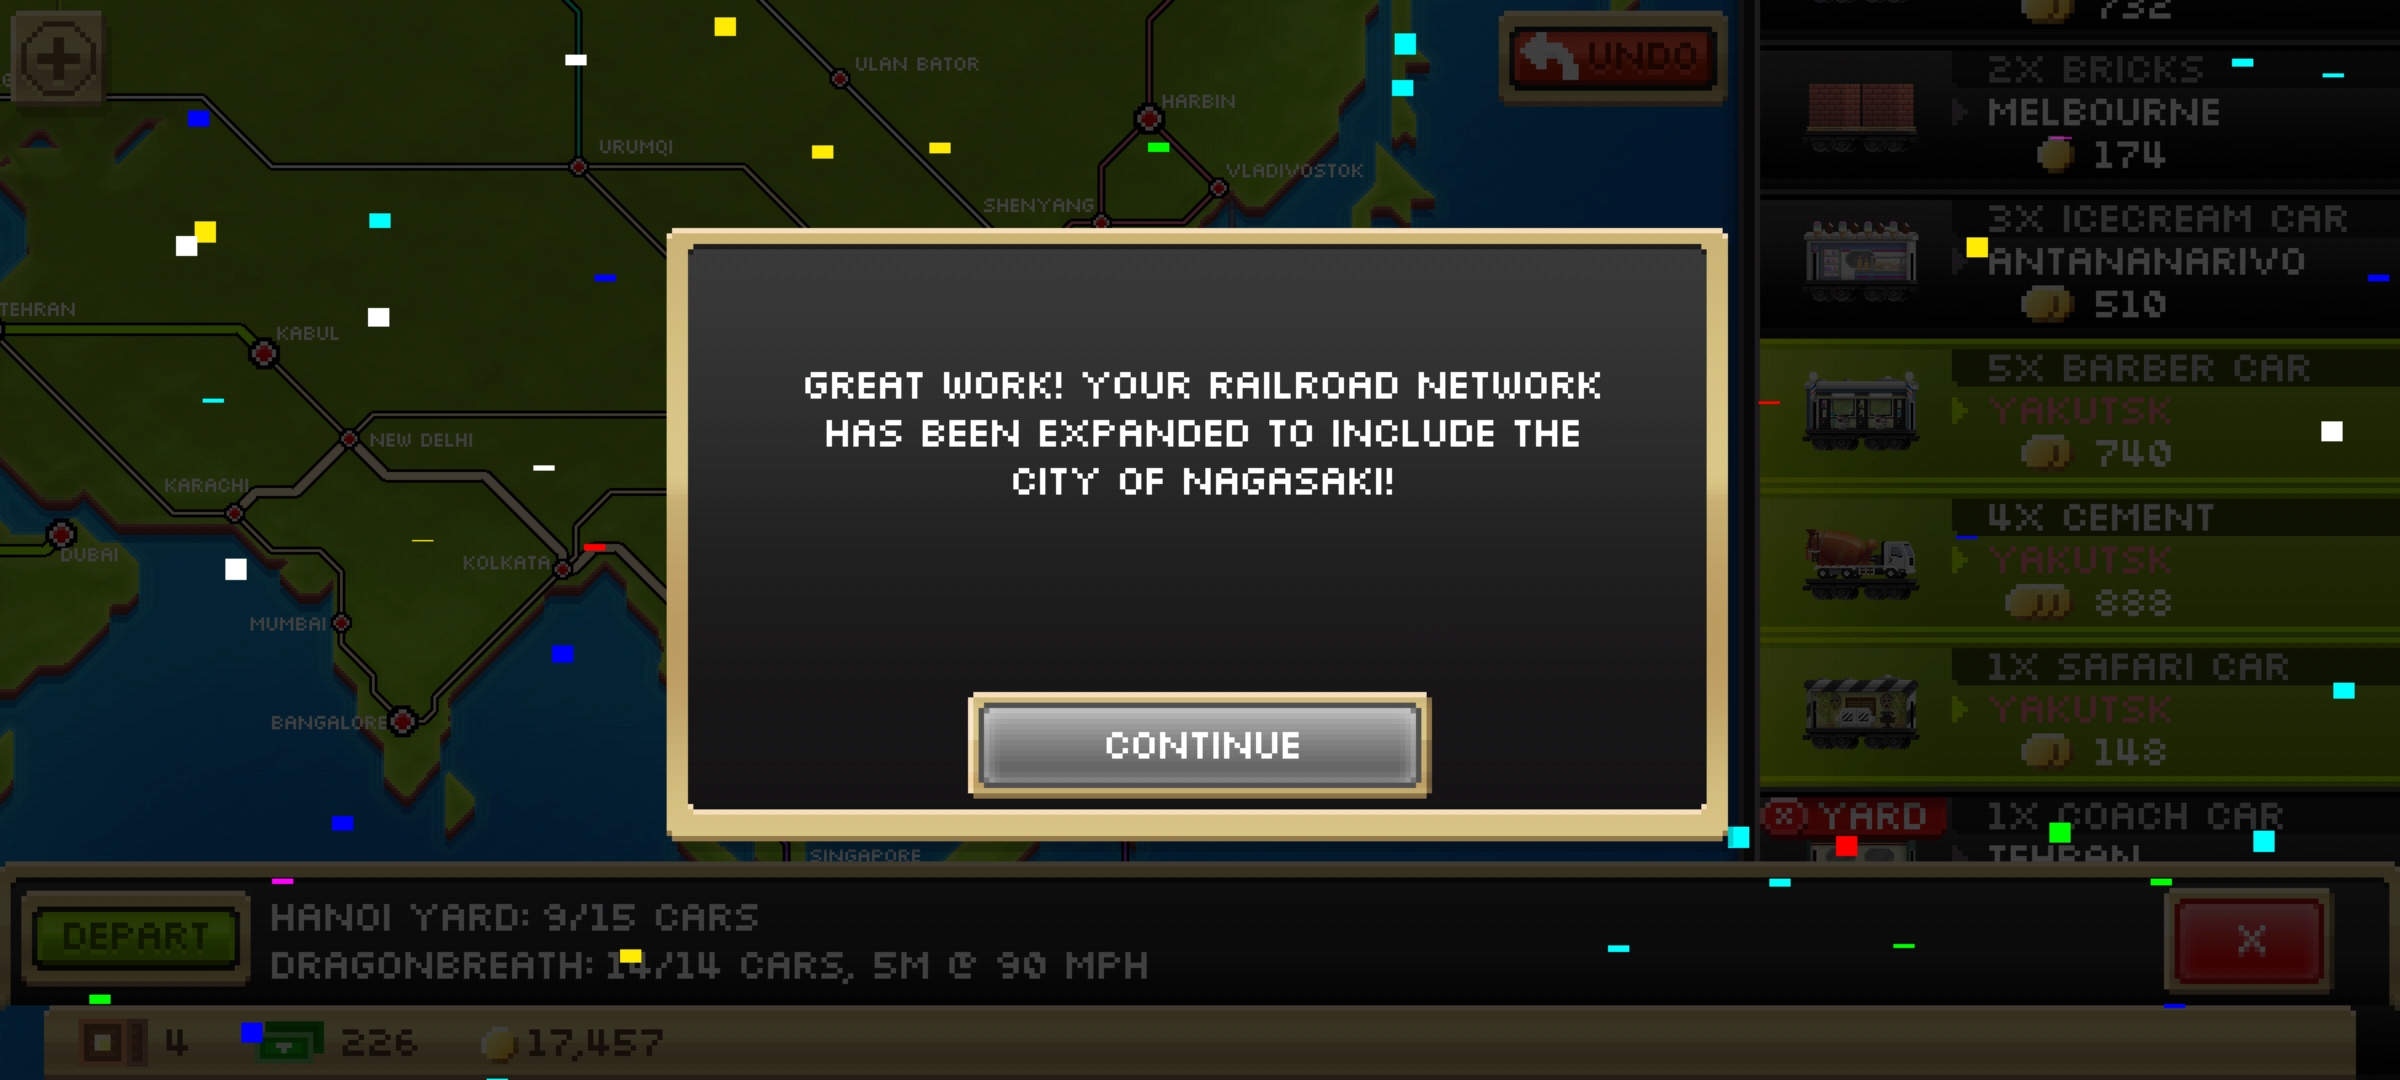 732
ULAN BATOR
UNDO
2X BRICKS
MELBOURNE
174
HARBIN
URUMQI
VLADIVOSTOK
SHENYANG
3X ICECREAM CAR
ANTANANARIVO
510
TEHRAN
KABUL
5X BARBER CAR
YAKUTSK
740
GREAT WORK! YOUR RAILROAD NETWORK
HAS BEEN EXPANDED TO INCLUDE THE
CITY OF NAGASAKI!
NEW DELHI
KARACHI
4X CEMENT
YAKUTSK
888
DUBAI
KOLKATA
MUMBAI
1X SAFARI CAR
YAKUTSK
148
BANGALORE
CONTINUE
YARD
1X COACH CAR
TEHRAN
SINGAPORE
DEPART
HANOI YARD: 9/15 CARS
DRAGONBREATH: 14/14 CARS, 5M @ 90 MPH
X
4
226
17,457